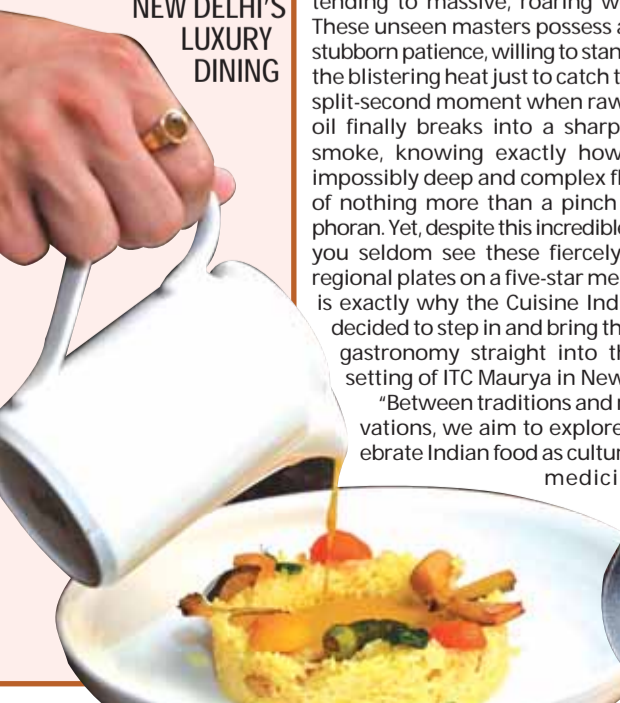 NEW DELHI'S
LUXURY
DINING
tending to massive, roaring w
These unseen masters possess a
stubborn patience, willing to stan
the blistering heat just to catch t
split-second moment when raw
oil finally breaks into a sharp
smoke, knowing exactly how
impossibly deep and complex fl
of nothing more than a pinch
phoran. Yet, despite this incredible
you seldom see these fiercely
regional plates on a five-star me
is exactly why the Cuisine Ind
decided to step in and bring th
gastronomy straight into th
setting of ITC Maurya in New
"Between traditions and r
vations, we aim to explore
ebrate Indian food as cultur
medici